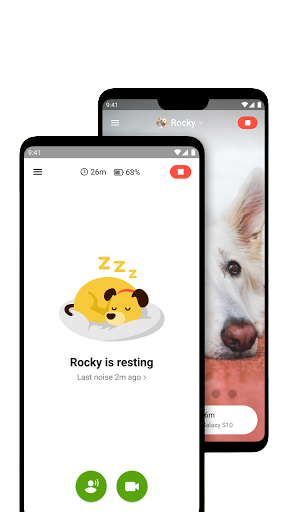 9:41
Rocky
9:41
26m
68%
z z z
Rocky is resting
Last noise 2m ago
6m
Galaxy S10